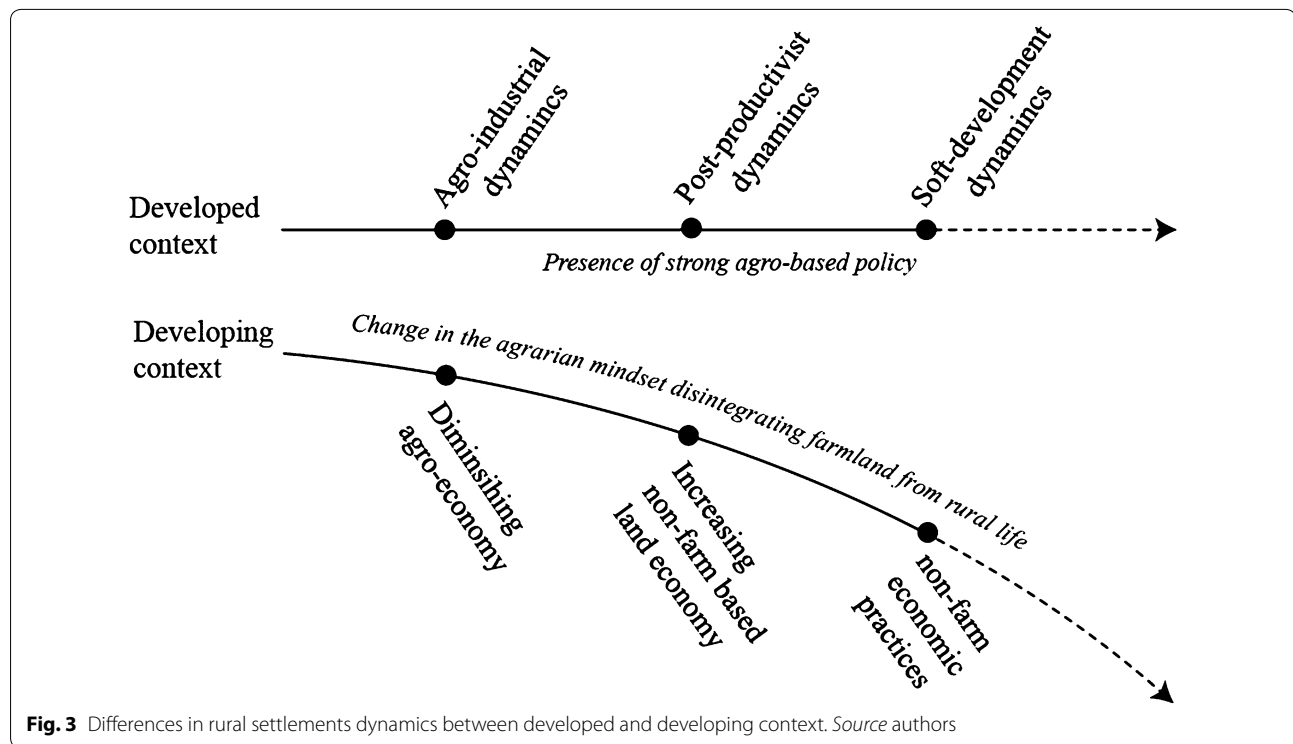 Agro-industrial
dynamincs
Post-productivist
dynamincs
Soft-development
dynamincs
Developed
context
Presence of strong agro-based policy
Developing
context
Change in the agrarian mindset disintegrating farmland from rural life
Diminsihing
agro-economy
Increasing
non-farm based
land economy
non-farm
economic
practices
Fig. 3 Differences in rural settlements dynamics between developed and developing context. Source authors